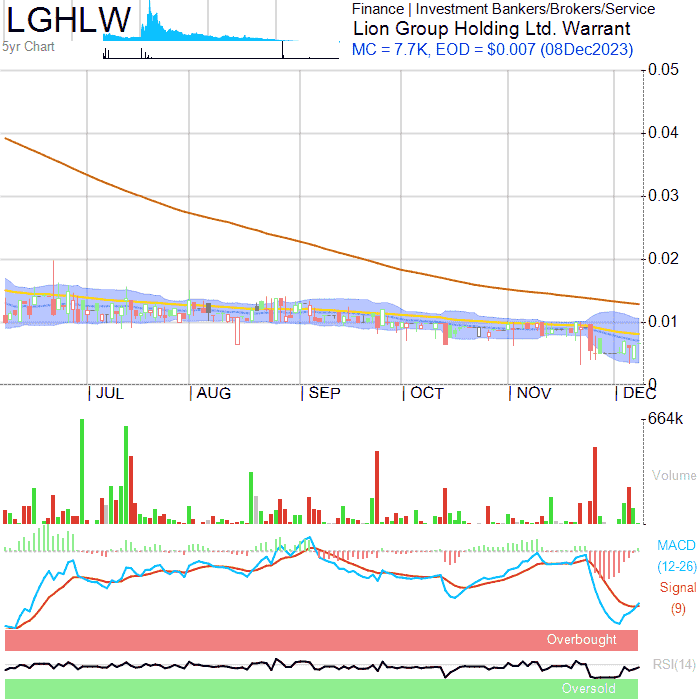 LGHLW
5yr Chart
Finance | Investment Bankers/Brokers/Service
Lion Group Holding Ltd. Warrant
MC = 7.7K, EOD = $0.007 (08Dec2023)
0.05
0.04
0.03
0.02
0.01
0
JUL AUG SEP OCT NOV DEC
664k
Volume
MACD
(12-26)
Signal
(9)
Overbought
RSI(14)
Oversold